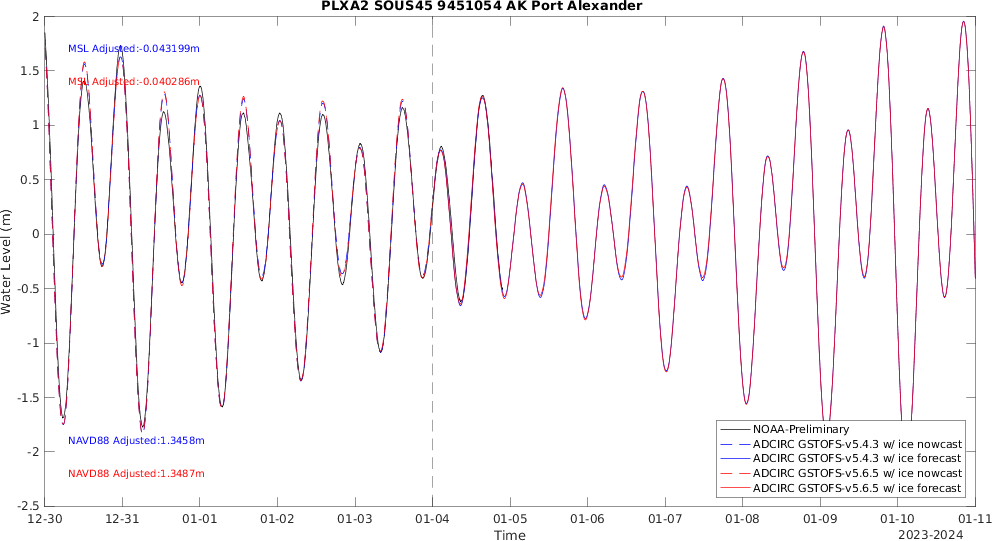 PLXA2 SOUS45 9451054 AK Port Alexander
2
1.5
1
0.5
0
-0.5
-1
-1.5
-2
-2.5
Water Level (m)
MSL Adjusted:-0.043199m
MSL Adjusted:-0.040286m
NAVD88 Adjusted:1.3458m
NAVD88 Adjusted:1.3487m
NOAA-Preliminary
ADCIRC GSTOFS-v5.4.3 w/ ice nowcast
ADCIRC GSTOFS-v5.4.3 w/ ice forecast
ADCIRC GSTOFS-v5.6.5 w/ ice nowcast
ADCIRC GSTOFS-v5.6.5 w/ ice forecast
12-30 12-31 01-01 01-02 01-03 01-04 01-05 01-06 01-07 01-08 01-09 01-10 01-11
Time
2023-2024